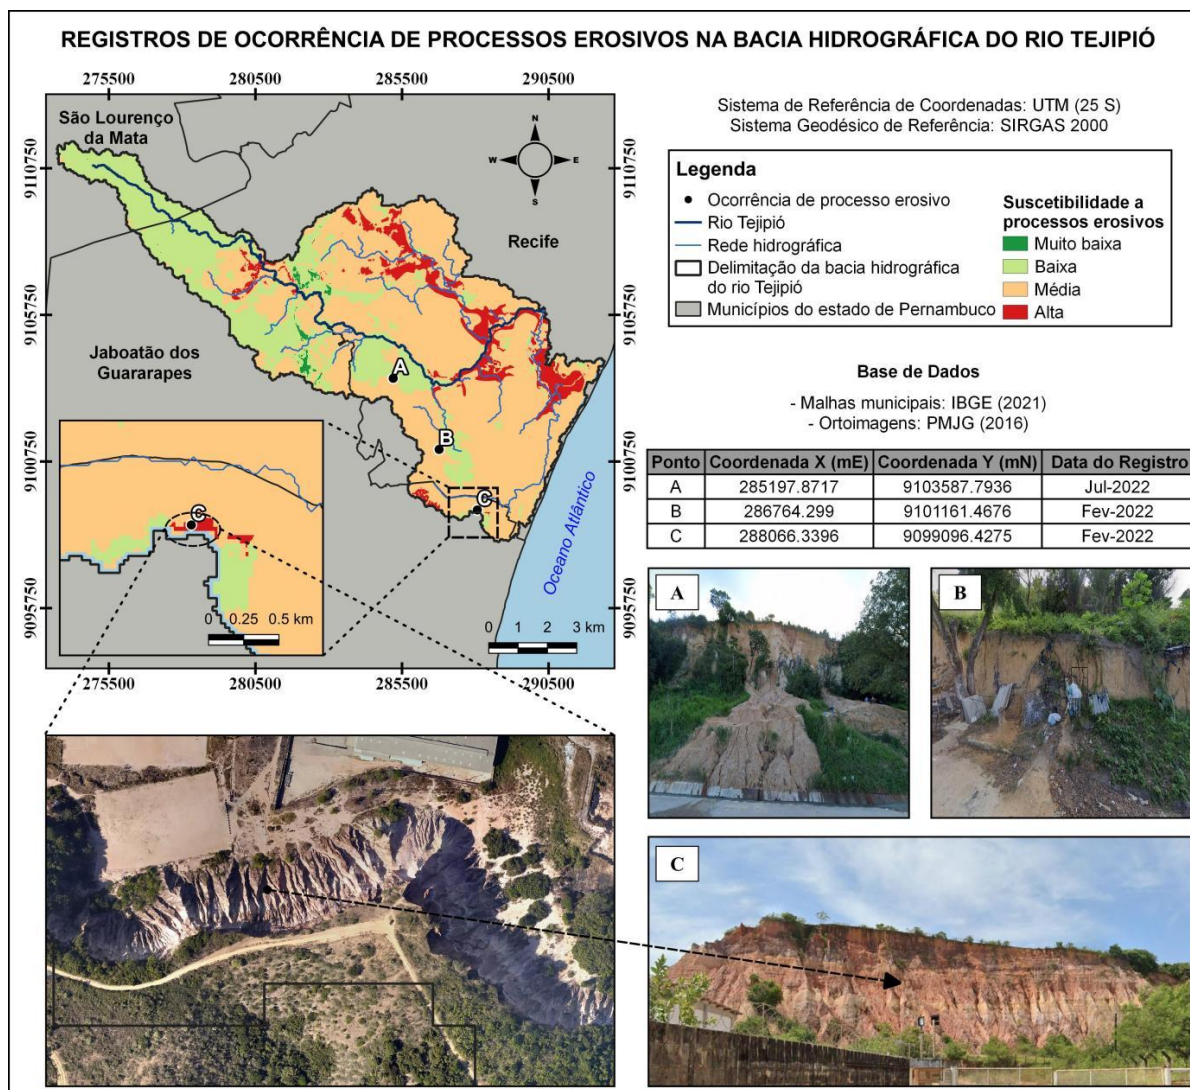 REGISTROS DE OCORRÊNCIA DE PROCESSOS EROSIVOS NA BACIA HIDROGRÁFICA DO RIO TEJIPIÓ
275500 280500 285500 290500
São Lourenço
da Mata
N
W E
S
Recife
Jaboatão dos
Guararapes
A
B
C
Oceano Atlântico
9110750
9105750
9100750
9095750
9110750
9105750
9100750
9095750
C
0 0.25 0.5 km
0 1 2 3 km
275500 280500 285500 290500
Sistema de Referência de Coordenadas: UTM (25 S)
Sistema Geodésico de Referência: SIRGAS 2000
Legenda
Ocorrência de processo erosivo
Rio Tejipió
Rede hidrográfica
Delimitação da bacia hidrográfica
do rio Tejipió
Municípios do estado de Pernambuco
Suscetibilidade a
processos erosivos
Muito baixa
Baixa
Média
Alta
Base de Dados
- Malhas municipais: IBGE (2021)
- Ortoimagens: PMJG (2016)
Ponto Coordenada X (mE) Coordenada Y (mN) Data do Registro
A 285197.8717 9103587.7936 Jul-2022
B 286764.299 9101161.4676 Fev-2022
C 288066.3396 9099096.4275 Fev-2022
A
B
C